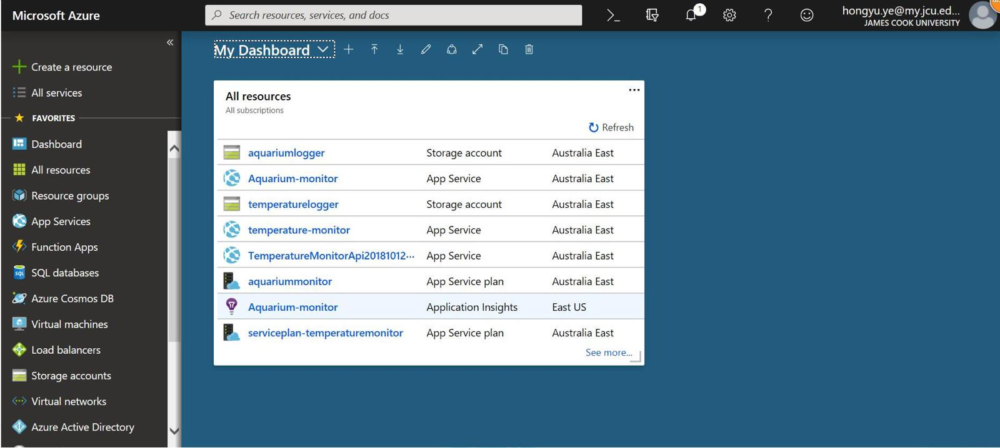 Microsoft Azure
Search resources, services, and docs
1
hongyu.ye@my.jcu.ed...
JAMES COOK UNIVERSITY
Create a resource
All services
FAVORITES
Dashboard
All resources
Resource groups
App Services
Function Apps
SQL databases
Azure Cosmos DB
Virtual machines
Load balancers
Storage accounts
Virtual networks
Azure Active Directory
My Dashboard
All resources
All subscriptions
Refresh
aquariumlogger Storage account Australia East
Aquarium-monitor App Service Australia East
temperaturelogger Storage account Australia East
temperature-monitor App Service Australia East
TemperatureMonitorApi20181012... App Service Australia East
aquariummonitor App Service plan Australia East
Aquarium-monitor Application Insights East US
serviceplan-temperaturemonitor App Service plan Australia East
See more...